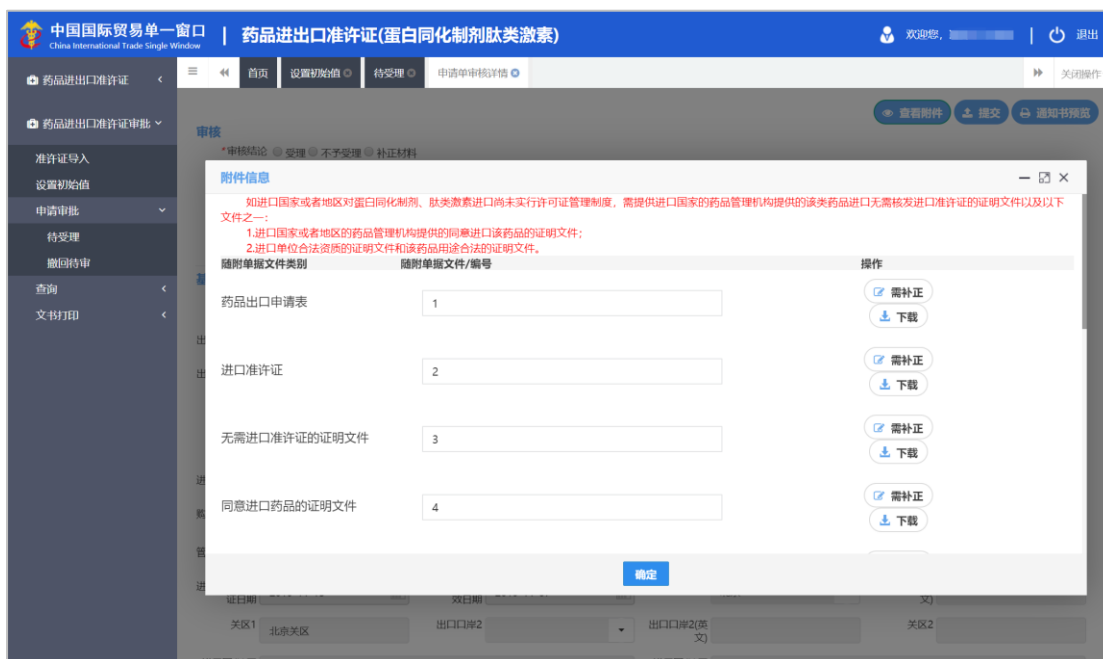 中国国际贸易单一窗口 | 药品进出口准许证(蛋白同化制剂肽类激素)
China International Trade Single Window
欢迎您, | 退出
药品进出口准许证
首页 设置初始值 待受理 申请单审核详情 关闭操作
药品进出口准许证审批
查看附件 提交 通知书预览
审核
*审核结论 受理 不予受理 补正材料
准许证导入
设置初始值
申请审批
待受理
撤回待审
查询
文书打印
附件信息
如进口国家或者地区对蛋白同化制剂、肽类激素进口尚未实行许可证管理制度，需提供进口国家的药品管理机构提供的该类药品进口无需核发进口准许证的证明文件以及以下
文件之一：
1.进口国家或者地区的药品管理机构提供的同意进口该药品的证明文件；
2.进口单位合法资质的证明文件和该药品用途合法的证明文件。
随附单据文件类别 随附单据文件/编号 操作
药品出口申请表 1 需补正
下载
进口准许证 2 需补正
下载
无需进口准许证的证明文件 3 需补正
下载
同意进口药品的证明文件 4 需补正
下载
确定
证日期 效日期 文)
关区1 北京关区 出口口岸2 出口口岸2(英 关区2
文)